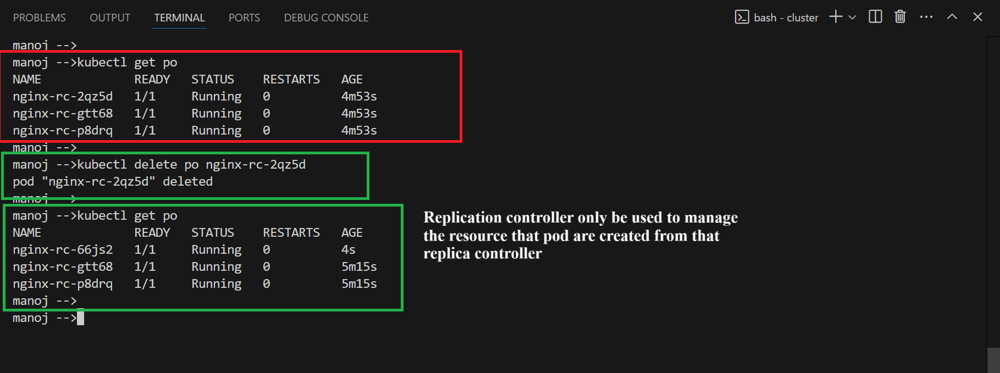 PROBLEMS OUTPUT TERMINAL PORTS DEBUG CONSOLE bash - cluster
manoj -->
manoj -->kubectl get po
NAME READY STATUS RESTARTS AGE
nginx-rc-2qz5d 1/1 Running 0 4m53s
nginx-rc-gtt68 1/1 Running 0 4m53s
nginx-rc-p8drq 1/1 Running 0 4m53s
manoj -->
manoj -->kubectl delete po nginx-rc-2qz5d
pod "nginx-rc-2qz5d" deleted
manoj -->
manoj -->kubectl get po
NAME READY STATUS RESTARTS AGE
nginx-rc-66js2 1/1 Running 0 4s
nginx-rc-gtt68 1/1 Running 0 5m15s
nginx-rc-p8drq 1/1 Running 0 5m15s
manoj -->
manoj -->
Replication controller only be used to manage
the resource that pod are created from that
replica controller